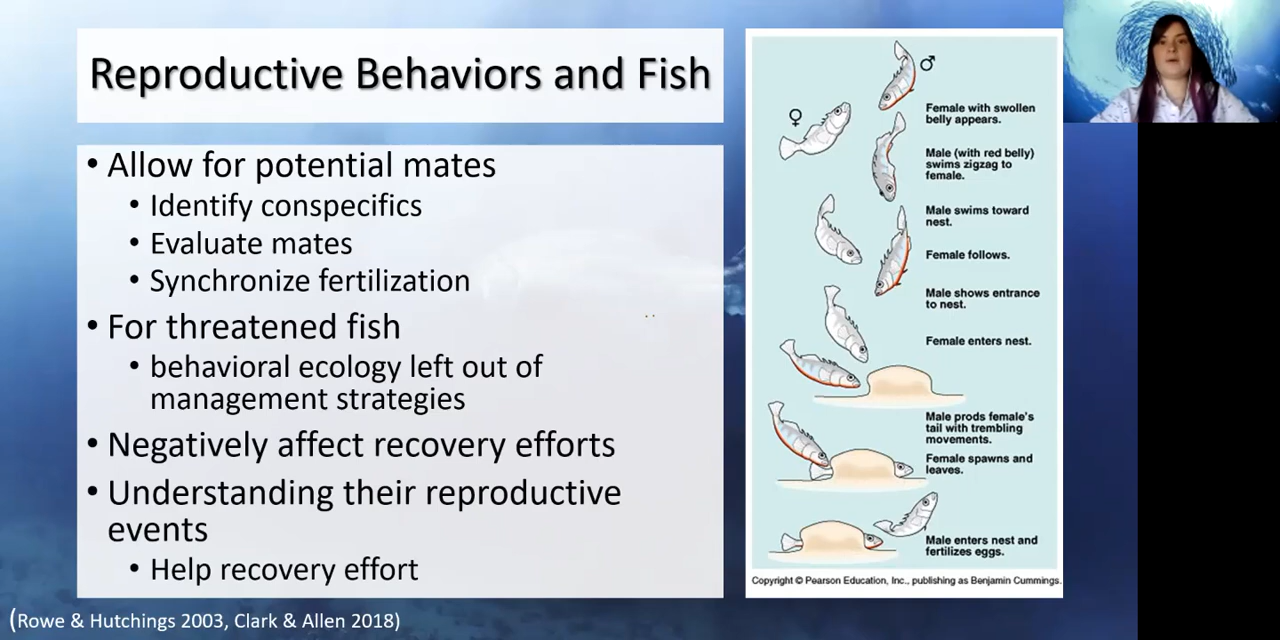 Reproductive Behaviors and Fish
• Allow for potential mates
• Identify conspecifics
• Evaluate mates
• Synchronize fertilization
• For threatened fish
• behavioral ecology left out of
management strategies
• Negatively affect recovery efforts
• Understanding their reproductive
events
• Help recovery effort
(Rowe & Hutchings 2003, Clark & Allen 2018)
♂
♀
Female with swollen
belly appears.
Male (with red belly)
swims zigzag to
female.
Male swims toward
nest.
Female follows.
Male shows entrance
to nest.
Female enters nest.
Male prods female's
tail with trembling
movements.
Female spawns and
leaves.
Male enters nest and
fertilizes eggs.
Copyright © Pearson Education, Inc., publishing as Benjamin Cummings.